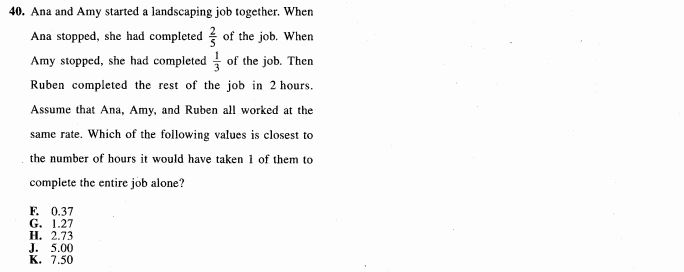 40. Ana and Amy started a landscaping job together. When
Ana stopped, she had completed 2/5 of the job. When
Amy stopped, she had completed 1/3 of the job. Then
Ruben completed the rest of the job in 2 hours.
Assume that Ana, Amy, and Ruben all worked at the
same rate. Which of the following values is closest to
the number of hours it would have taken 1 of them to
complete the entire job alone?
F. 0.37
G. 1.27
H. 2.73
J. 5.00
K. 7.50